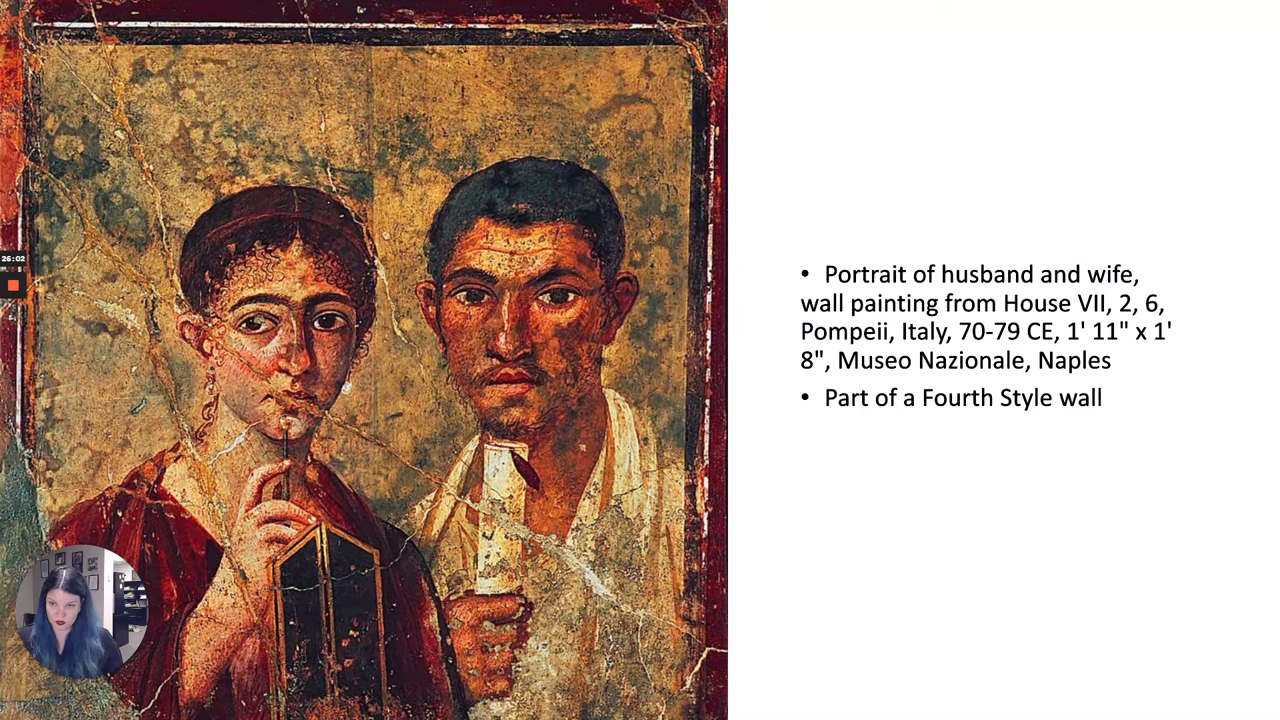 26:02
• Portrait of husband and wife,
wall painting from House VII, 2, 6,
Pompeii, Italy, 70-79 CE, 1' 11" x 1'
8", Museo Nazionale, Naples
• Part of a Fourth Style wall